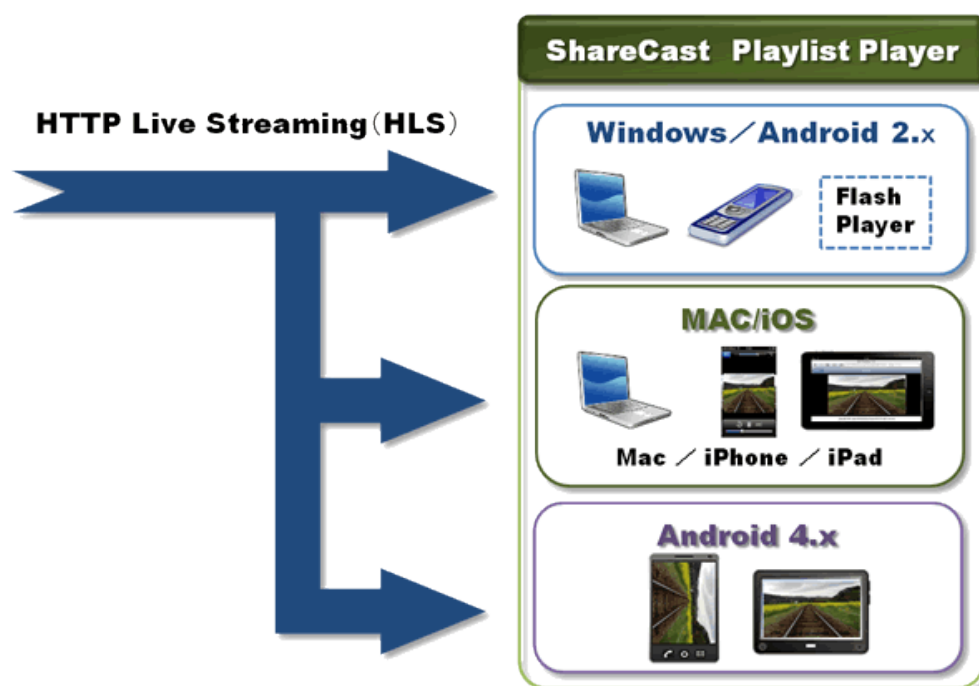 ShareCast Playlist Player
HTTP Live Streaming（HLS）
Windows／Android 2.x
Flash
Player
MAC/iOS
Mac ／ iPhone ／ iPad
Android 4.x